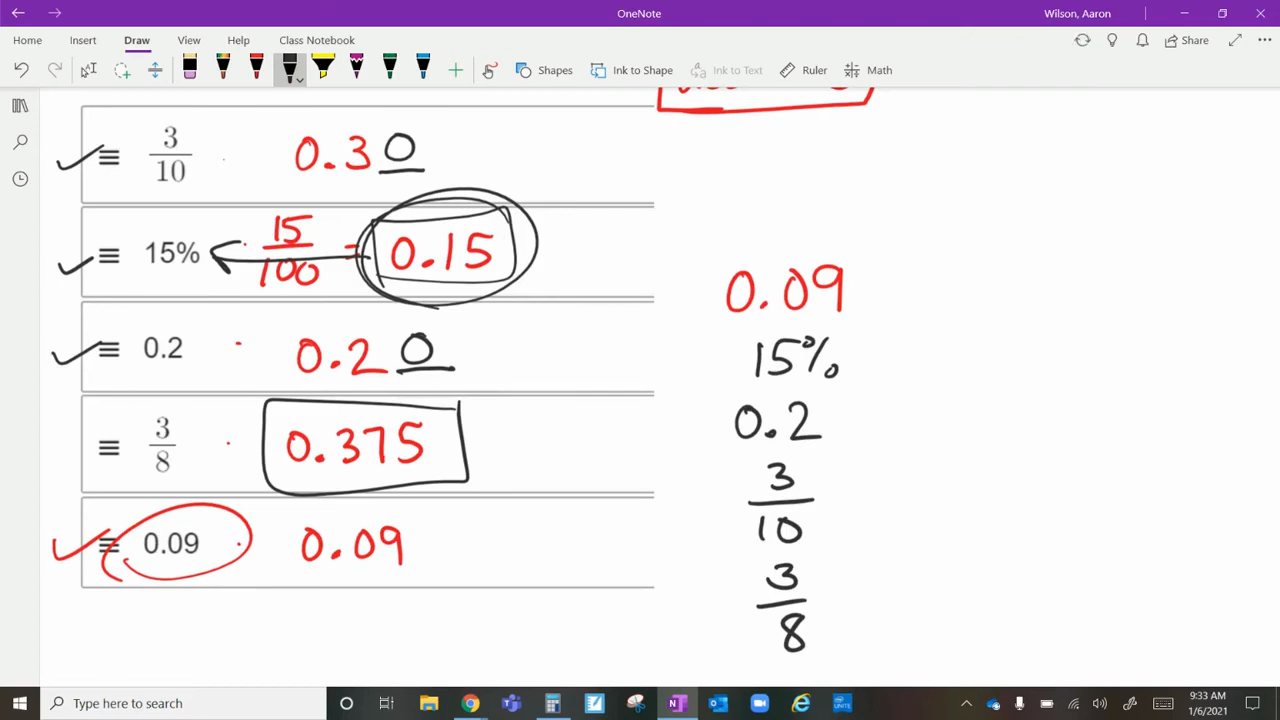 OneNote
Wilson, Aaron
Home Insert Draw View Help Class Notebook
Share
Shapes Ink to Shape Ink to Text Ruler Math
3/10 0.30
15% 15/100 = 0.15
0.2 0.20
3/8 0.375
0.09 0.09
0.09
15%
0.2
3/10
3/8
Type here to search
UNITE
9:33 AM
1/6/2021